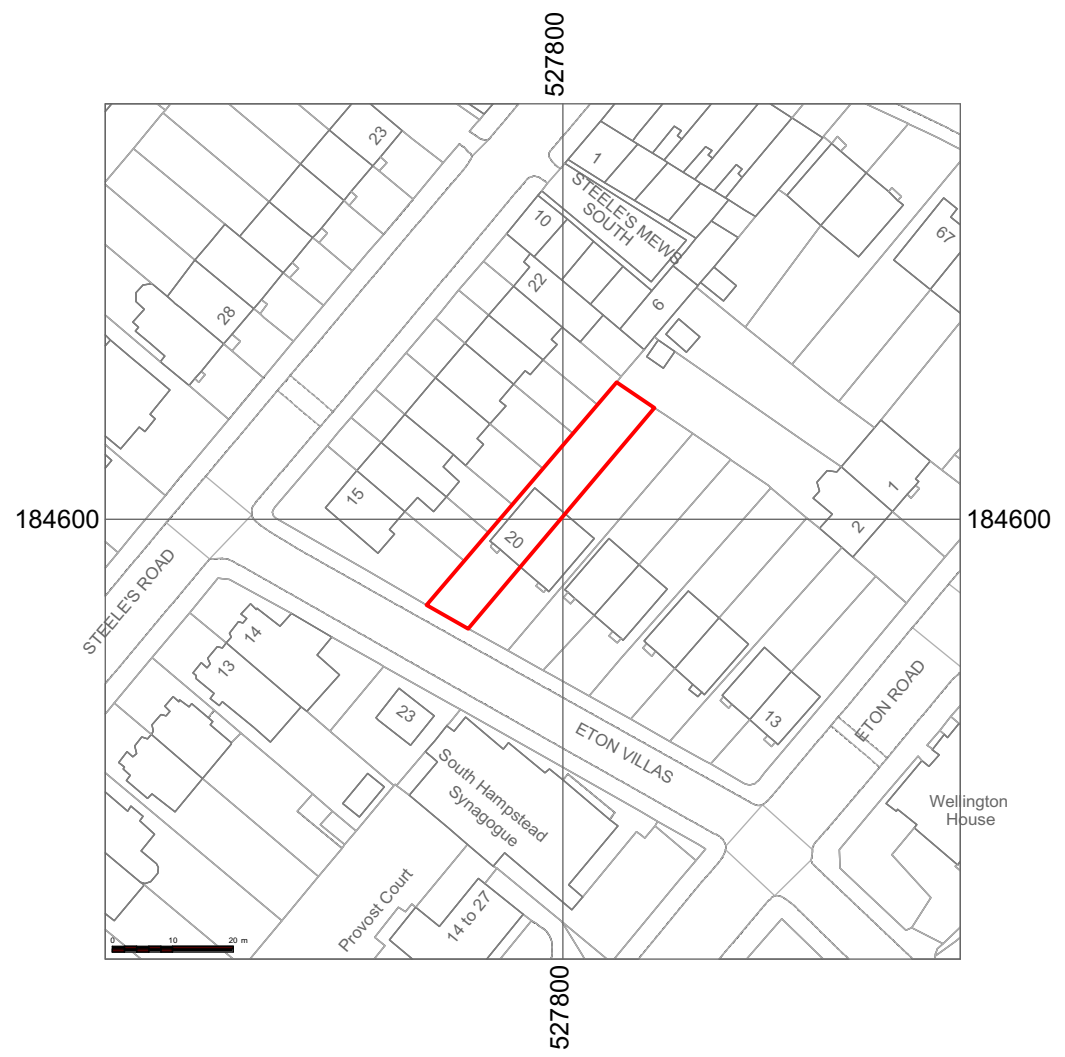 527800
23
1
STEELE'S MEWS
SOUTH
10
67
22
6
28
15
1
2
184600
184600
20
STEELE'S ROAD
14
13
23
13
ETON ROAD
ETON VILLAS
South Hampstead
Synagogue
Wellington
House
Provost Court
14 to 27
0 10 20 m
527800